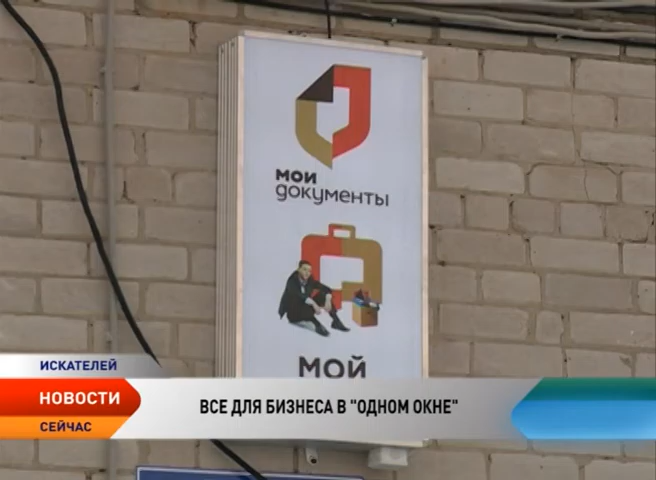 мои
документы
МОЙ
ИСКАТЕЛЕЙ
НОВОСТИ
СЕЙЧАС
ВСЕ ДЛЯ БИЗНЕСА В "ОДНОМ ОКНЕ"